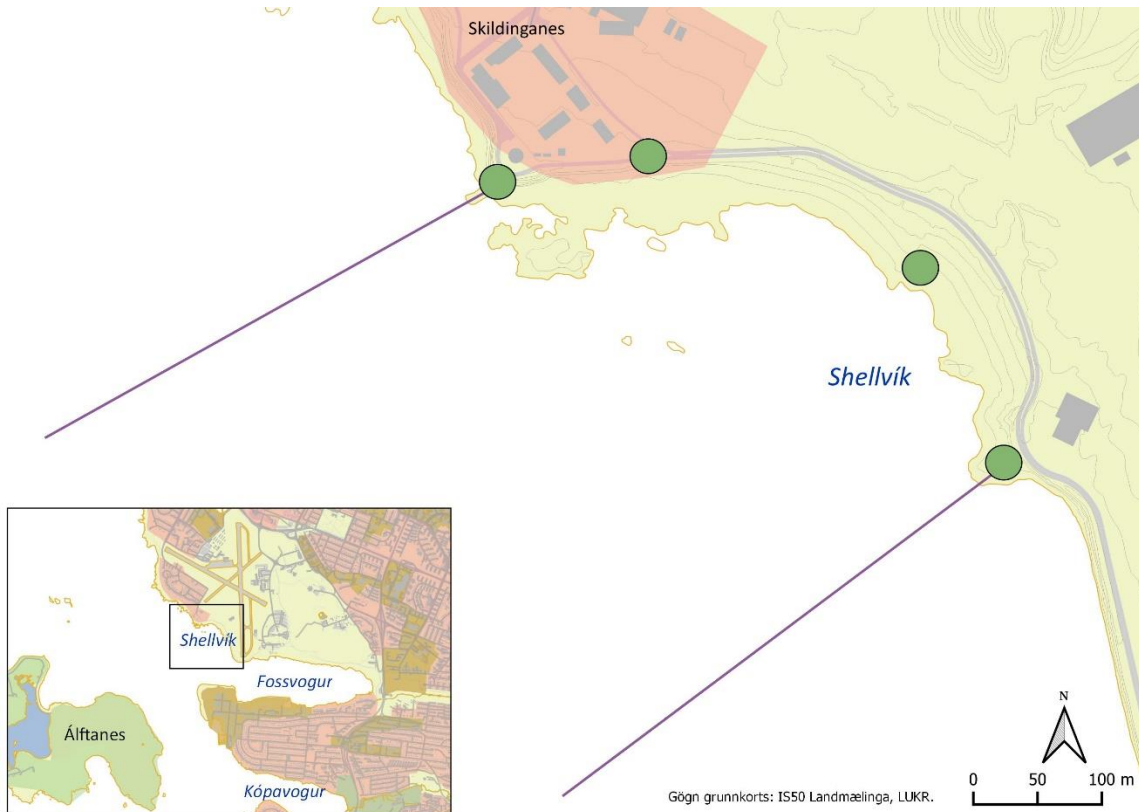 Skildinganes
Shellvík
Shellvík
Fossvogur
Álftanes
Kópavogur
N
Gögn grunnkorts: IS50 Landmælinga, LUKR.
0 50 100 m